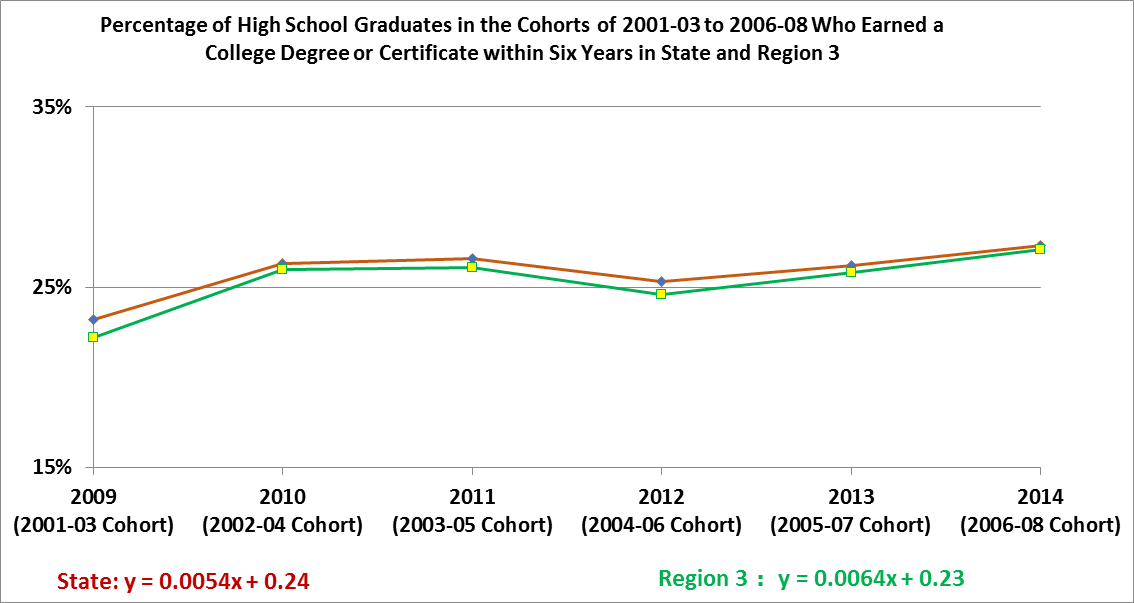 Percentage of High School Graduates in the Cohorts of 2001-03 to 2006-08 Who Earned a
College Degree or Certificate within Six Years in State and Region 3
35%
25%
15%
2009 2010 2011 2012 2013 2014
(2001-03 Cohort) (2002-04 Cohort) (2003-05 Cohort) (2004-06 Cohort) (2005-07 Cohort) (2006-08 Cohort)
State: y = 0.0054x + 0.24 Region 3 : y = 0.0064x + 0.23